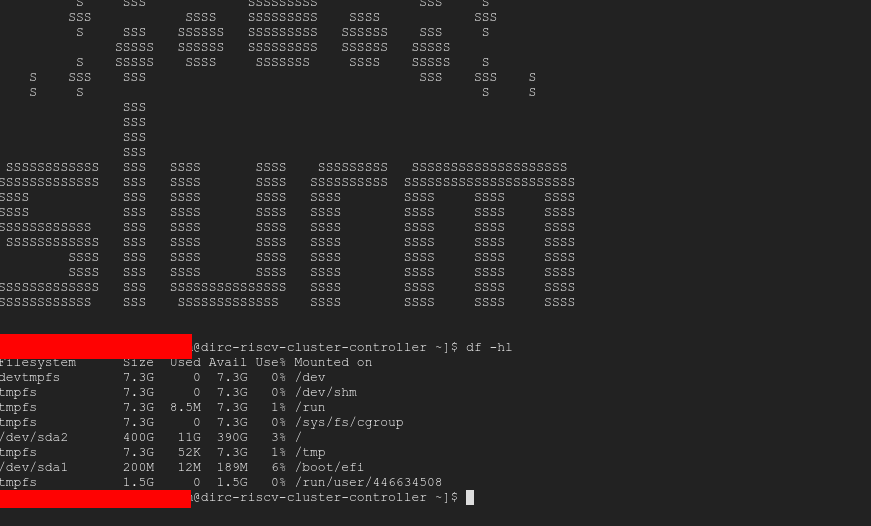 S SSS SSSSSSSSS SSS S
SSS SSSS SSSSSSSSS SSSS SSS
S SSS SSSSSS SSSSSSSSS SSSSSS SSS S
SSSSS SSSSSS SSSSSSSSS SSSSSS SSSSS
S SSSSS SSSS SSSSSSS SSSS SSSSS S
S SSS SSS SSS SSS S
S S S S
SSS
SSS
SSS
SSS
SSSSSSSSSSSS SSS SSSS SSSS SSSSSSSSS SSSSSSSSSSSSSSSSSSSS
SSSSSSSSSSSSS SSS SSSS SSSS SSSSSSSSSS SSSSSSSSSSSSSSSSSSSSSS
SSSS SSS SSSS SSSS SSSS SSSS SSSS SSSS
SSSS SSS SSSS SSSS SSSS SSSS SSSS SSSS
SSSSSSSSSSSS SSS SSSS SSSS SSSS SSSS SSSS SSSS
SSSSSSSSSSSS SSS SSSS SSSS SSSS SSSS SSSS SSSS
SSSS SSS SSSS SSSS SSSS SSSS SSSS SSSS
SSSS SSS SSSS SSSS SSSS SSSS SSSS SSSS
SSSSSSSSSSSSS SSS SSSSSSSSSSSSSSS SSSS SSSS SSSS SSSS
SSSSSSSSSSSS SSS SSSSSSSSSSSSS SSSS SSSS SSSS SSSS
@dirc-riscv-cluster-controller ~]$ df -hl
Filesystem Size Used Avail Use% Mounted on
devtmpfs 7.3G 0 7.3G 0% /dev
tmpfs 7.3G 0 7.3G 0% /dev/shm
tmpfs 7.3G 8.5M 7.3G 1% /run
tmpfs 7.3G 0 7.3G 0% /sys/fs/cgroup
/dev/sda2 400G 11G 390G 3% /
tmpfs 7.3G 52K 7.3G 1% /tmp
/dev/sda1 200M 12M 189M 6% /boot/efi
tmpfs 1.5G 0 1.5G 0% /run/user/446634508
@dirc-riscv-cluster-controller ~]$